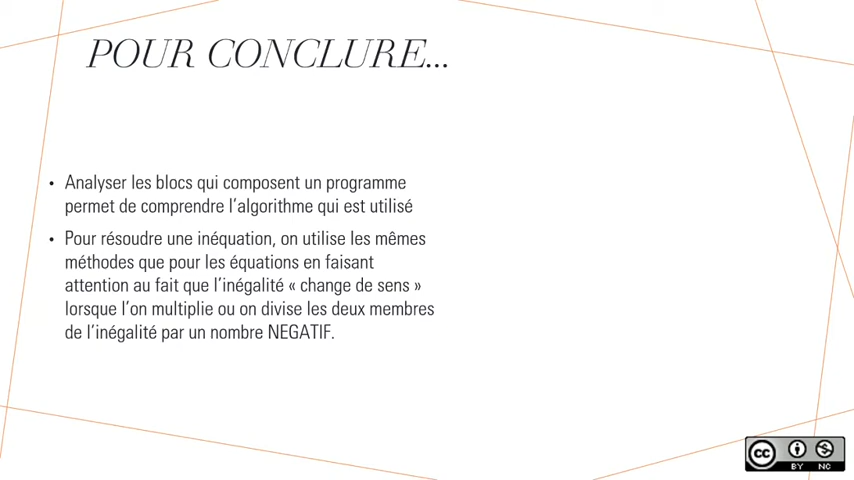 POUR CONCLURE...
• Analyser les blocs qui composent un programme
permet de comprendre l'algorithme qui est utilisé
• Pour résoudre une inéquation, on utilise les mêmes
méthodes que pour les équations en faisant
attention au fait que l'inégalité « change de sens »
lorsque l'on multiplie ou on divise les deux membres
de l'inégalité par un nombre NEGATIF.
cc
BY NC